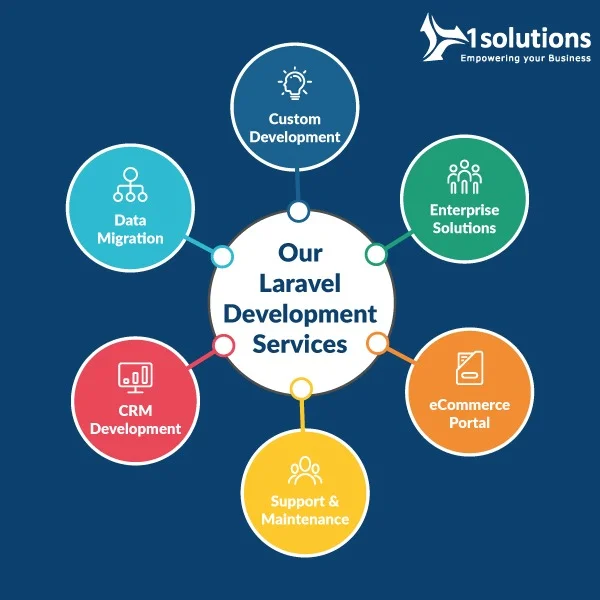 1solutions
Empowering your Business
Custom
Development
Enterprise
Solutions
eCommerce
Portal
Support &
Maintenance
CRM
Development
Data
Migration
Our
Laravel
Development
Services